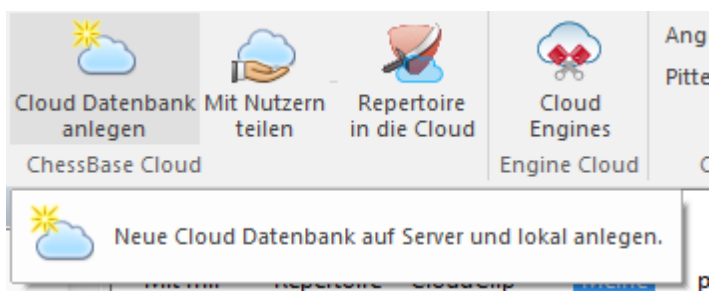 Cloud Datenbank anlegen
Mit Nutzern teilen
Repertoire in die Cloud
Cloud Engines
Ang
Pitte
ChessBase Cloud
Engine Cloud
Neue Cloud Datenbank auf Server und lokal anlegen.